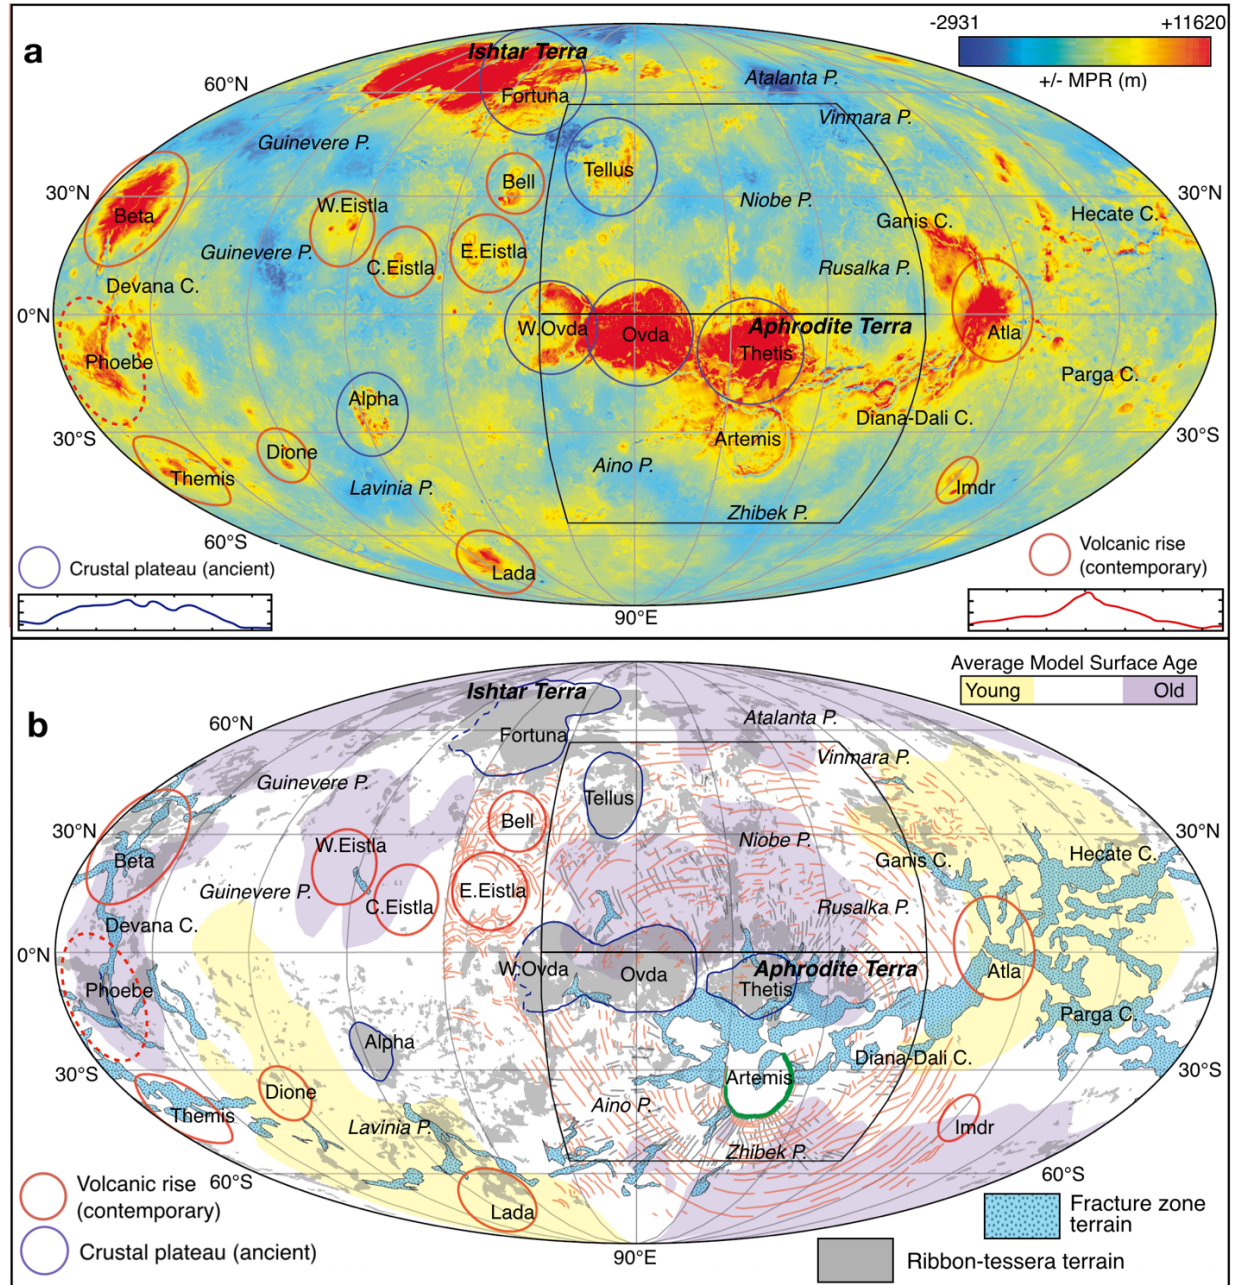 a
-2931
+11620
+/- MPR (m)
Ishtar Terra
60°N
Fortuna
Atalanta P.
Vinmara P.
Guinevere P.
Tellus
30°N
Bell
30°N
Beta
W.Eistla
Niobe P.
Ganis C.
Hecate C.
Guinevere P.
C.Eistla
E.Eistla
Rusalka P.
Devana C.
0°N
W.Ovda
Ovda
Aphrodite Terra
0°N
Phoebe
Thetis
Atla
Parga C.
Alpha
Diana-Dali C.
30°S
Artemis
30°S
Dione
Themis
Aino P.
Lavinia P.
Imdr
Zhibek P.
60°S
Lada
Crustal plateau (ancient)
Volcanic rise
(contemporary)
90°E
b
Average Model Surface Age
Young
Old
Ishtar Terra
60°N
Fortuna
Atalanta P.
Vinmara P.
Guinevere P.
Tellus
30°N
Bell
30°N
Beta
W.Eistla
Niobe P.
Ganis C.
Hecate C.
Guinevere P.
C.Eistla
E.Eistla
Rusalka P.
Devana C.
0°N
W.Ovda
Ovda
Aphrodite Terra
0°N
Phoebe
Thetis
Atla
Parga C.
Alpha
Diana-Dali C.
30°S
Artemis
30°S
Dione
Themis
Aino P.
Lavinia P.
Imdr
Zhibek P.
60°S
60°S
Lada
Volcanic rise
(contemporary)
Crustal plateau (ancient)
90°E
Fracture zone
terrain
Ribbon-tessera terrain